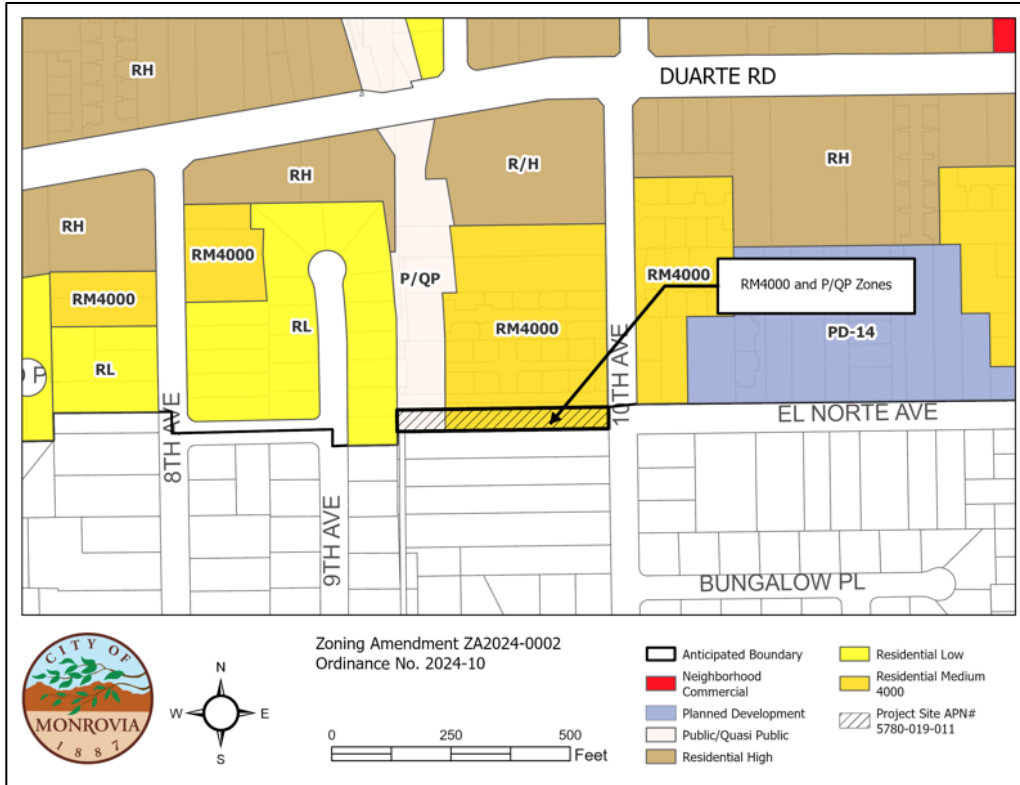 DUARTE RD
RH
RH
R/H
RH
RH
RM4000
P/QP
RM4000
RM4000 and P/QP Zones
RM4000
RL
RM4000
PD-14
RL
8TH AVE
9TH AVE
10TH AVE
EL NORTE AVE
BUNGALOW PL
CITY OF
MONROVIA
1887
N
W
E
S
Zoning Amendment ZA2024-0002
Ordinance No. 2024-10
0
250
500
Feet
Anticipated Boundary
Neighborhood
Commercial
Planned Development
Public/Quasi Public
Residential High
Residential Low
Residential Medium
4000
Project Site APN#
5780-019-011